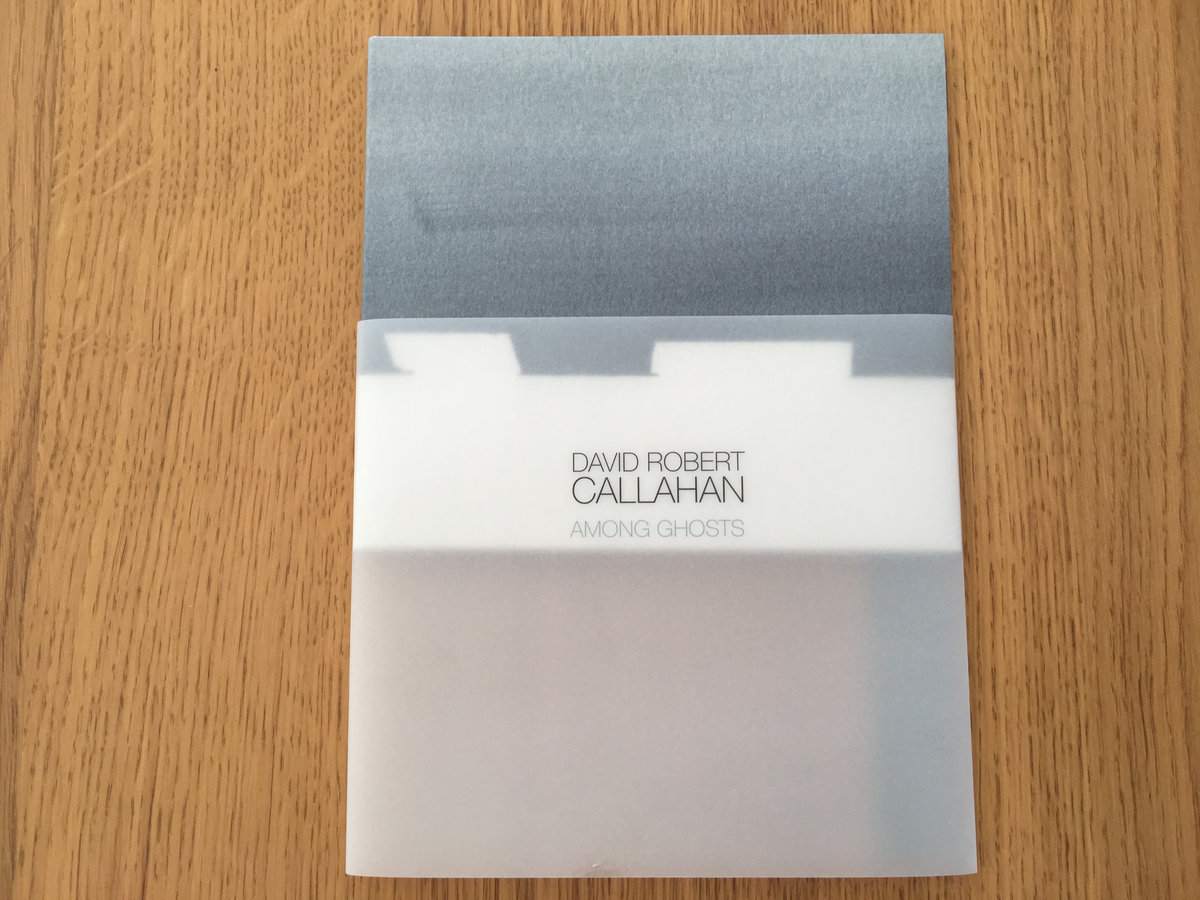 DAVID ROBERT
CALLAHAN
AMONG GHOSTS